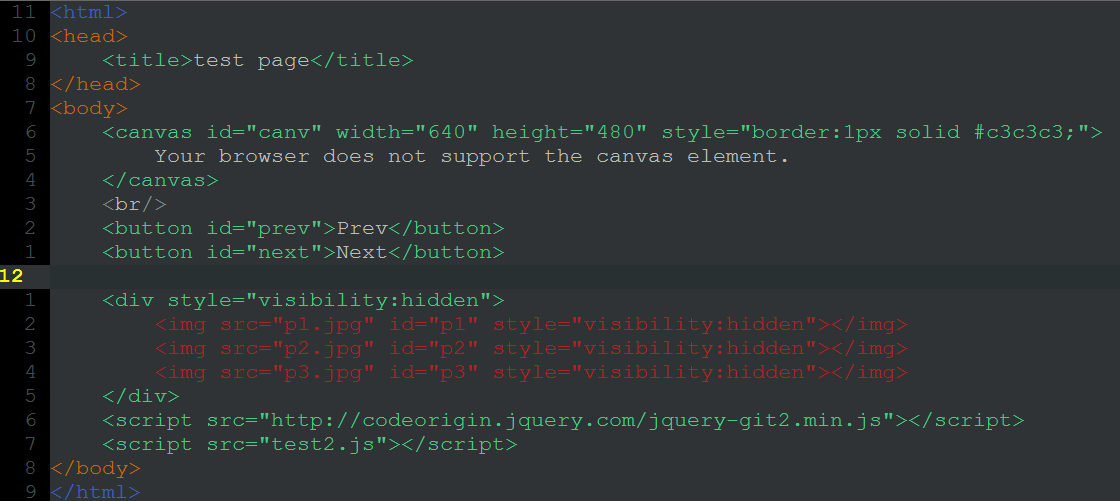 11 <html>
10 <head>
9     <title>test page</title>
8 </head>
7 <body>
6     <canvas id="canv" width="640" height="480" style="border:1px solid #c3c3c3;">
5         Your browser does not support the canvas element.
4     </canvas>
3     <br/>
2     <button id="prev">Prev</button>
1     <button id="next">Next</button>
12
1     <div style="visibility:hidden">
2         <img src="p1.jpg" id="p1" style="visibility:hidden"></img>
3         <img src="p2.jpg" id="p2" style="visibility:hidden"></img>
4         <img src="p3.jpg" id="p3" style="visibility:hidden"></img>
5     </div>
6     <script src="http://codeorigin.jquery.com/jquery-git2.min.js"></script>
7     <script src="test2.js"></script>
8 </body>
9 </html>